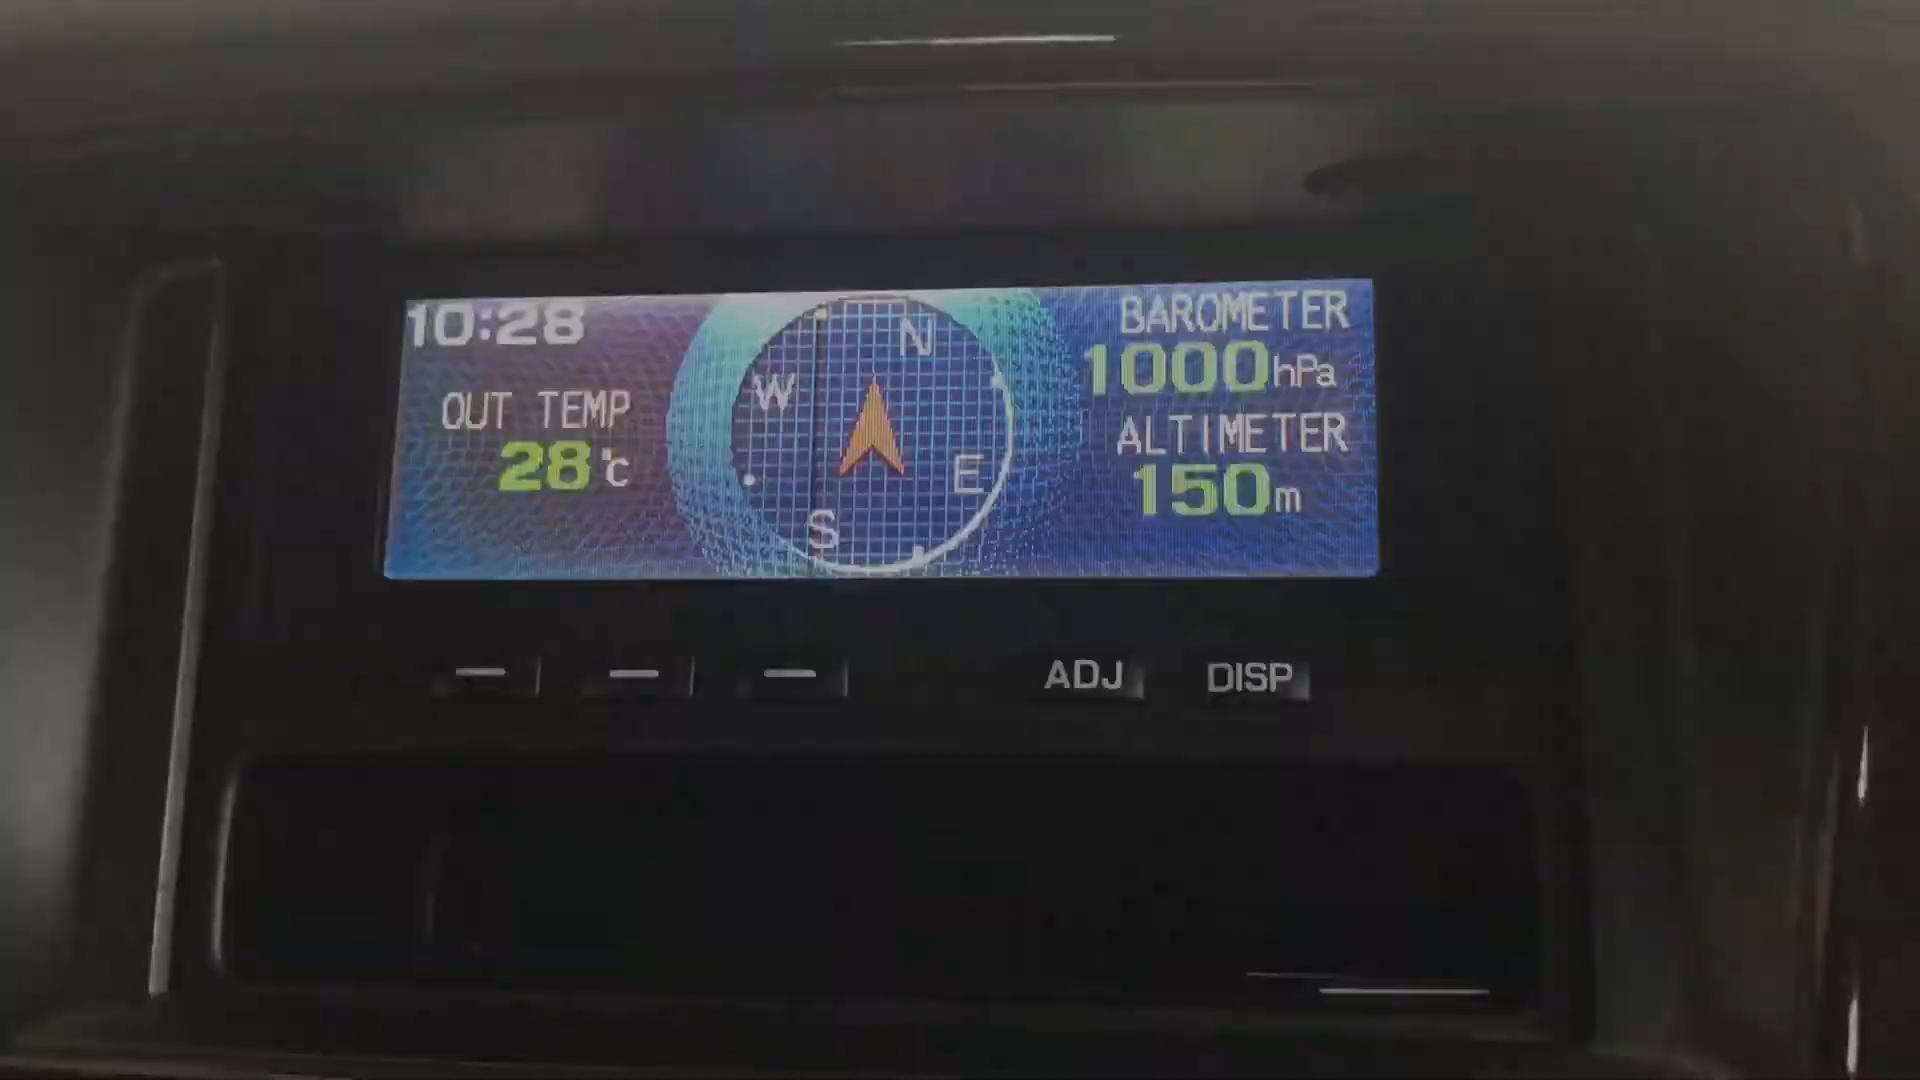 10:28
OUT TEMP
28°C
N
W
E
S
BAROMETER
1000hPa
ALTIMETER
150m
ADJ
DISP